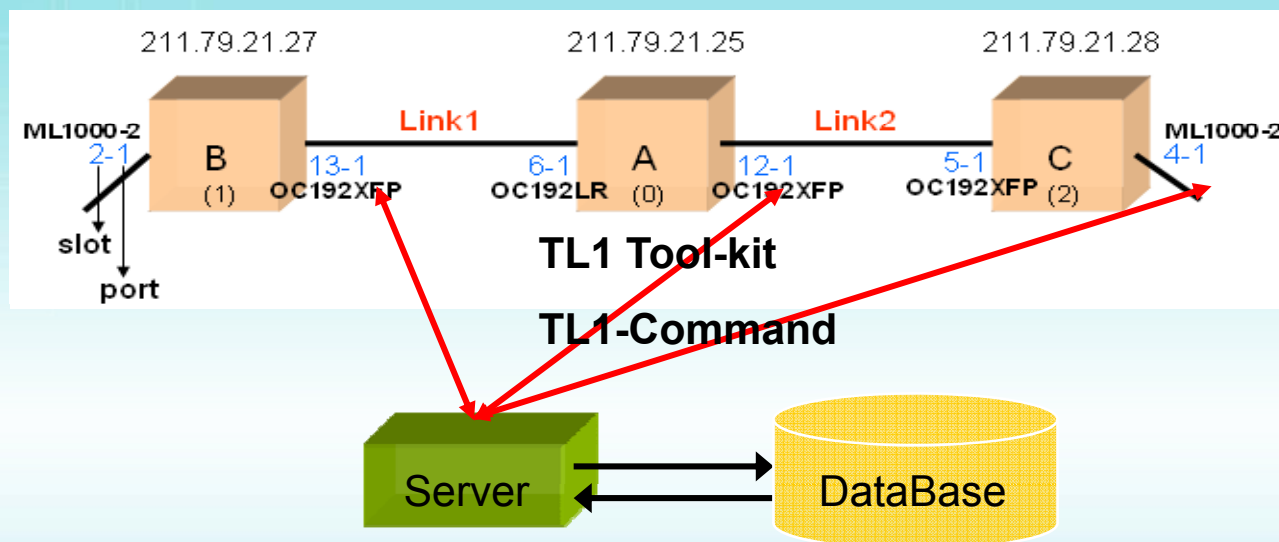 211.79.21.27
211.79.21.25
211.79.21.28
ML1000-2
2-1
B
(1)
13-1
OC192XFP
Link1
6-1
OC192LR
A
(0)
12-1
OC192XFP
Link2
5-1
OC192XFP
C
(2)
ML1000-2
4-1
slot
port
TL1 Tool-kit
TL1-Command
Server
DataBase